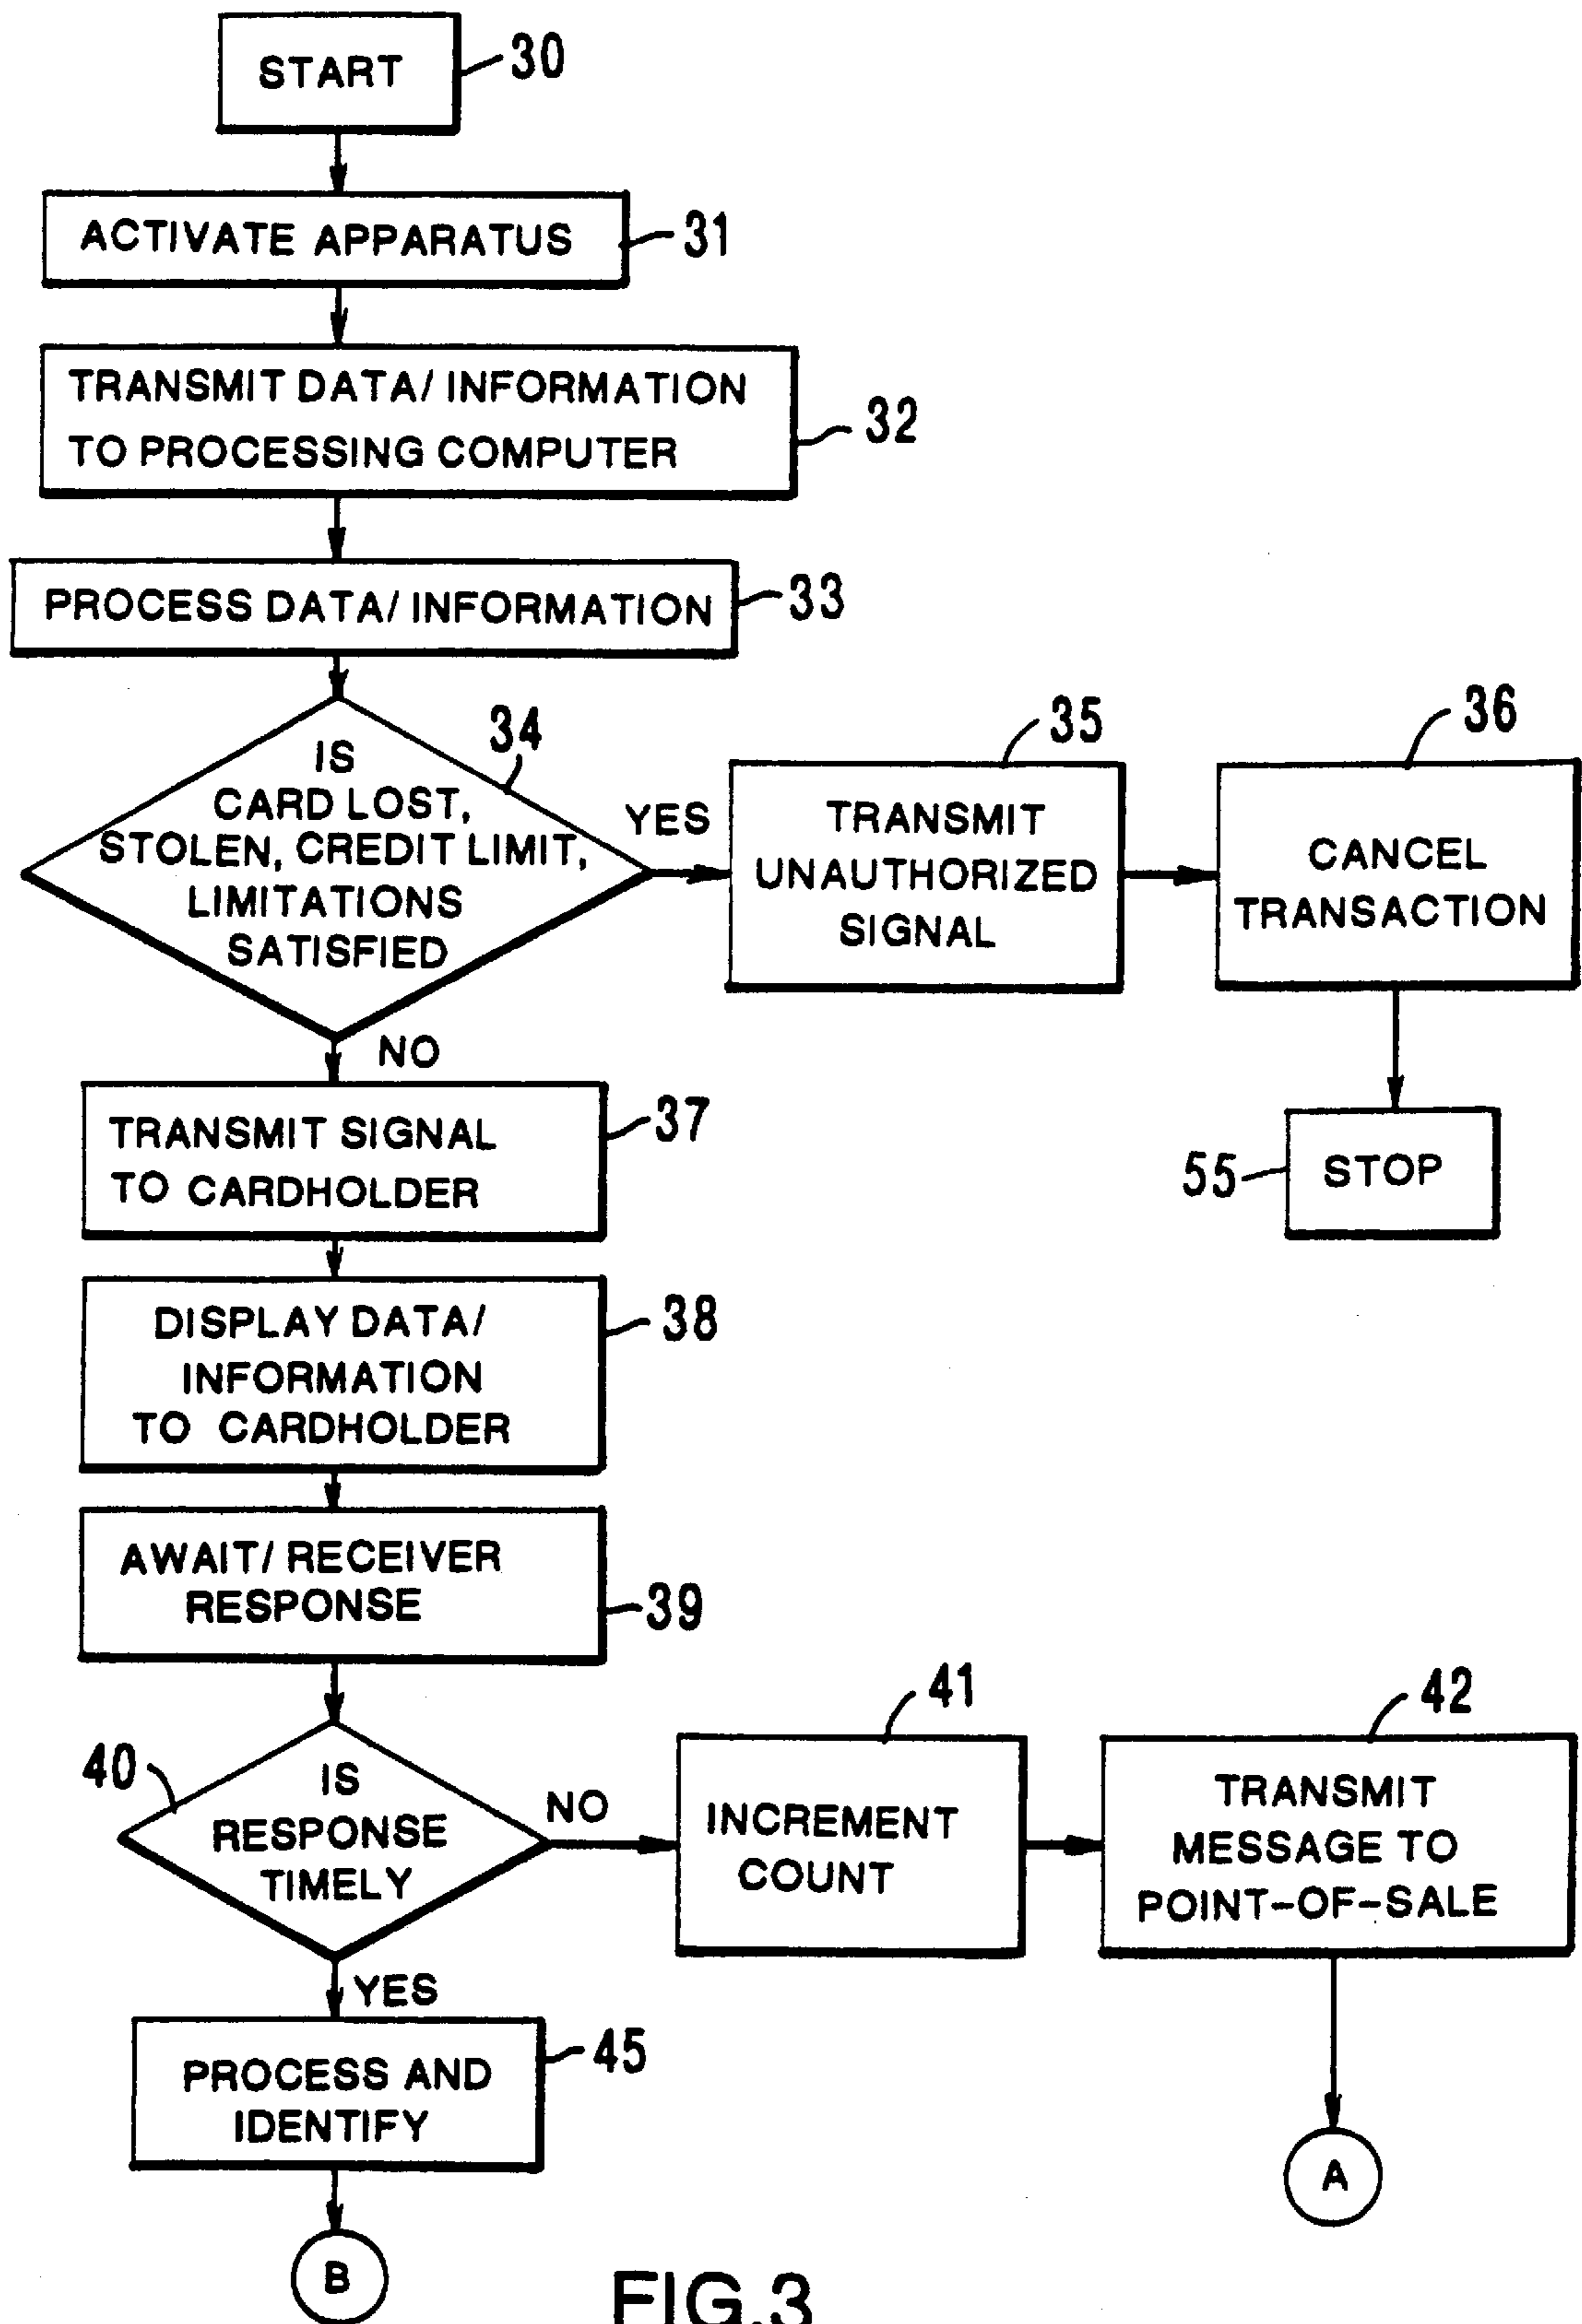 START
30
ACTIVATE APPARATUS
31
TRANSMIT DATA/ INFORMATION
TO PROCESSING COMPUTER
32
PROCESS DATA/ INFORMATION
33
IS
CARD LOST,
STOLEN, CREDIT LIMIT,
LIMITATIONS
SATISFIED
34
YES
TRANSMIT
UNAUTHORIZED
SIGNAL
35
CANCEL
TRANSACTION
36
STOP
55
NO
TRANSMIT SIGNAL
TO CARDHOLDER
37
DISPLAY DATA/
INFORMATION
TO CARDHOLDER
38
AWAIT/ RECEIVER
RESPONSE
39
IS
RESPONSE
TIMELY
40
NO
INCREMENT
COUNT
41
TRANSMIT
MESSAGE TO
POINT-OF-SALE
42
A
YES
PROCESS AND
IDENTIFY
45
B
FIG.3